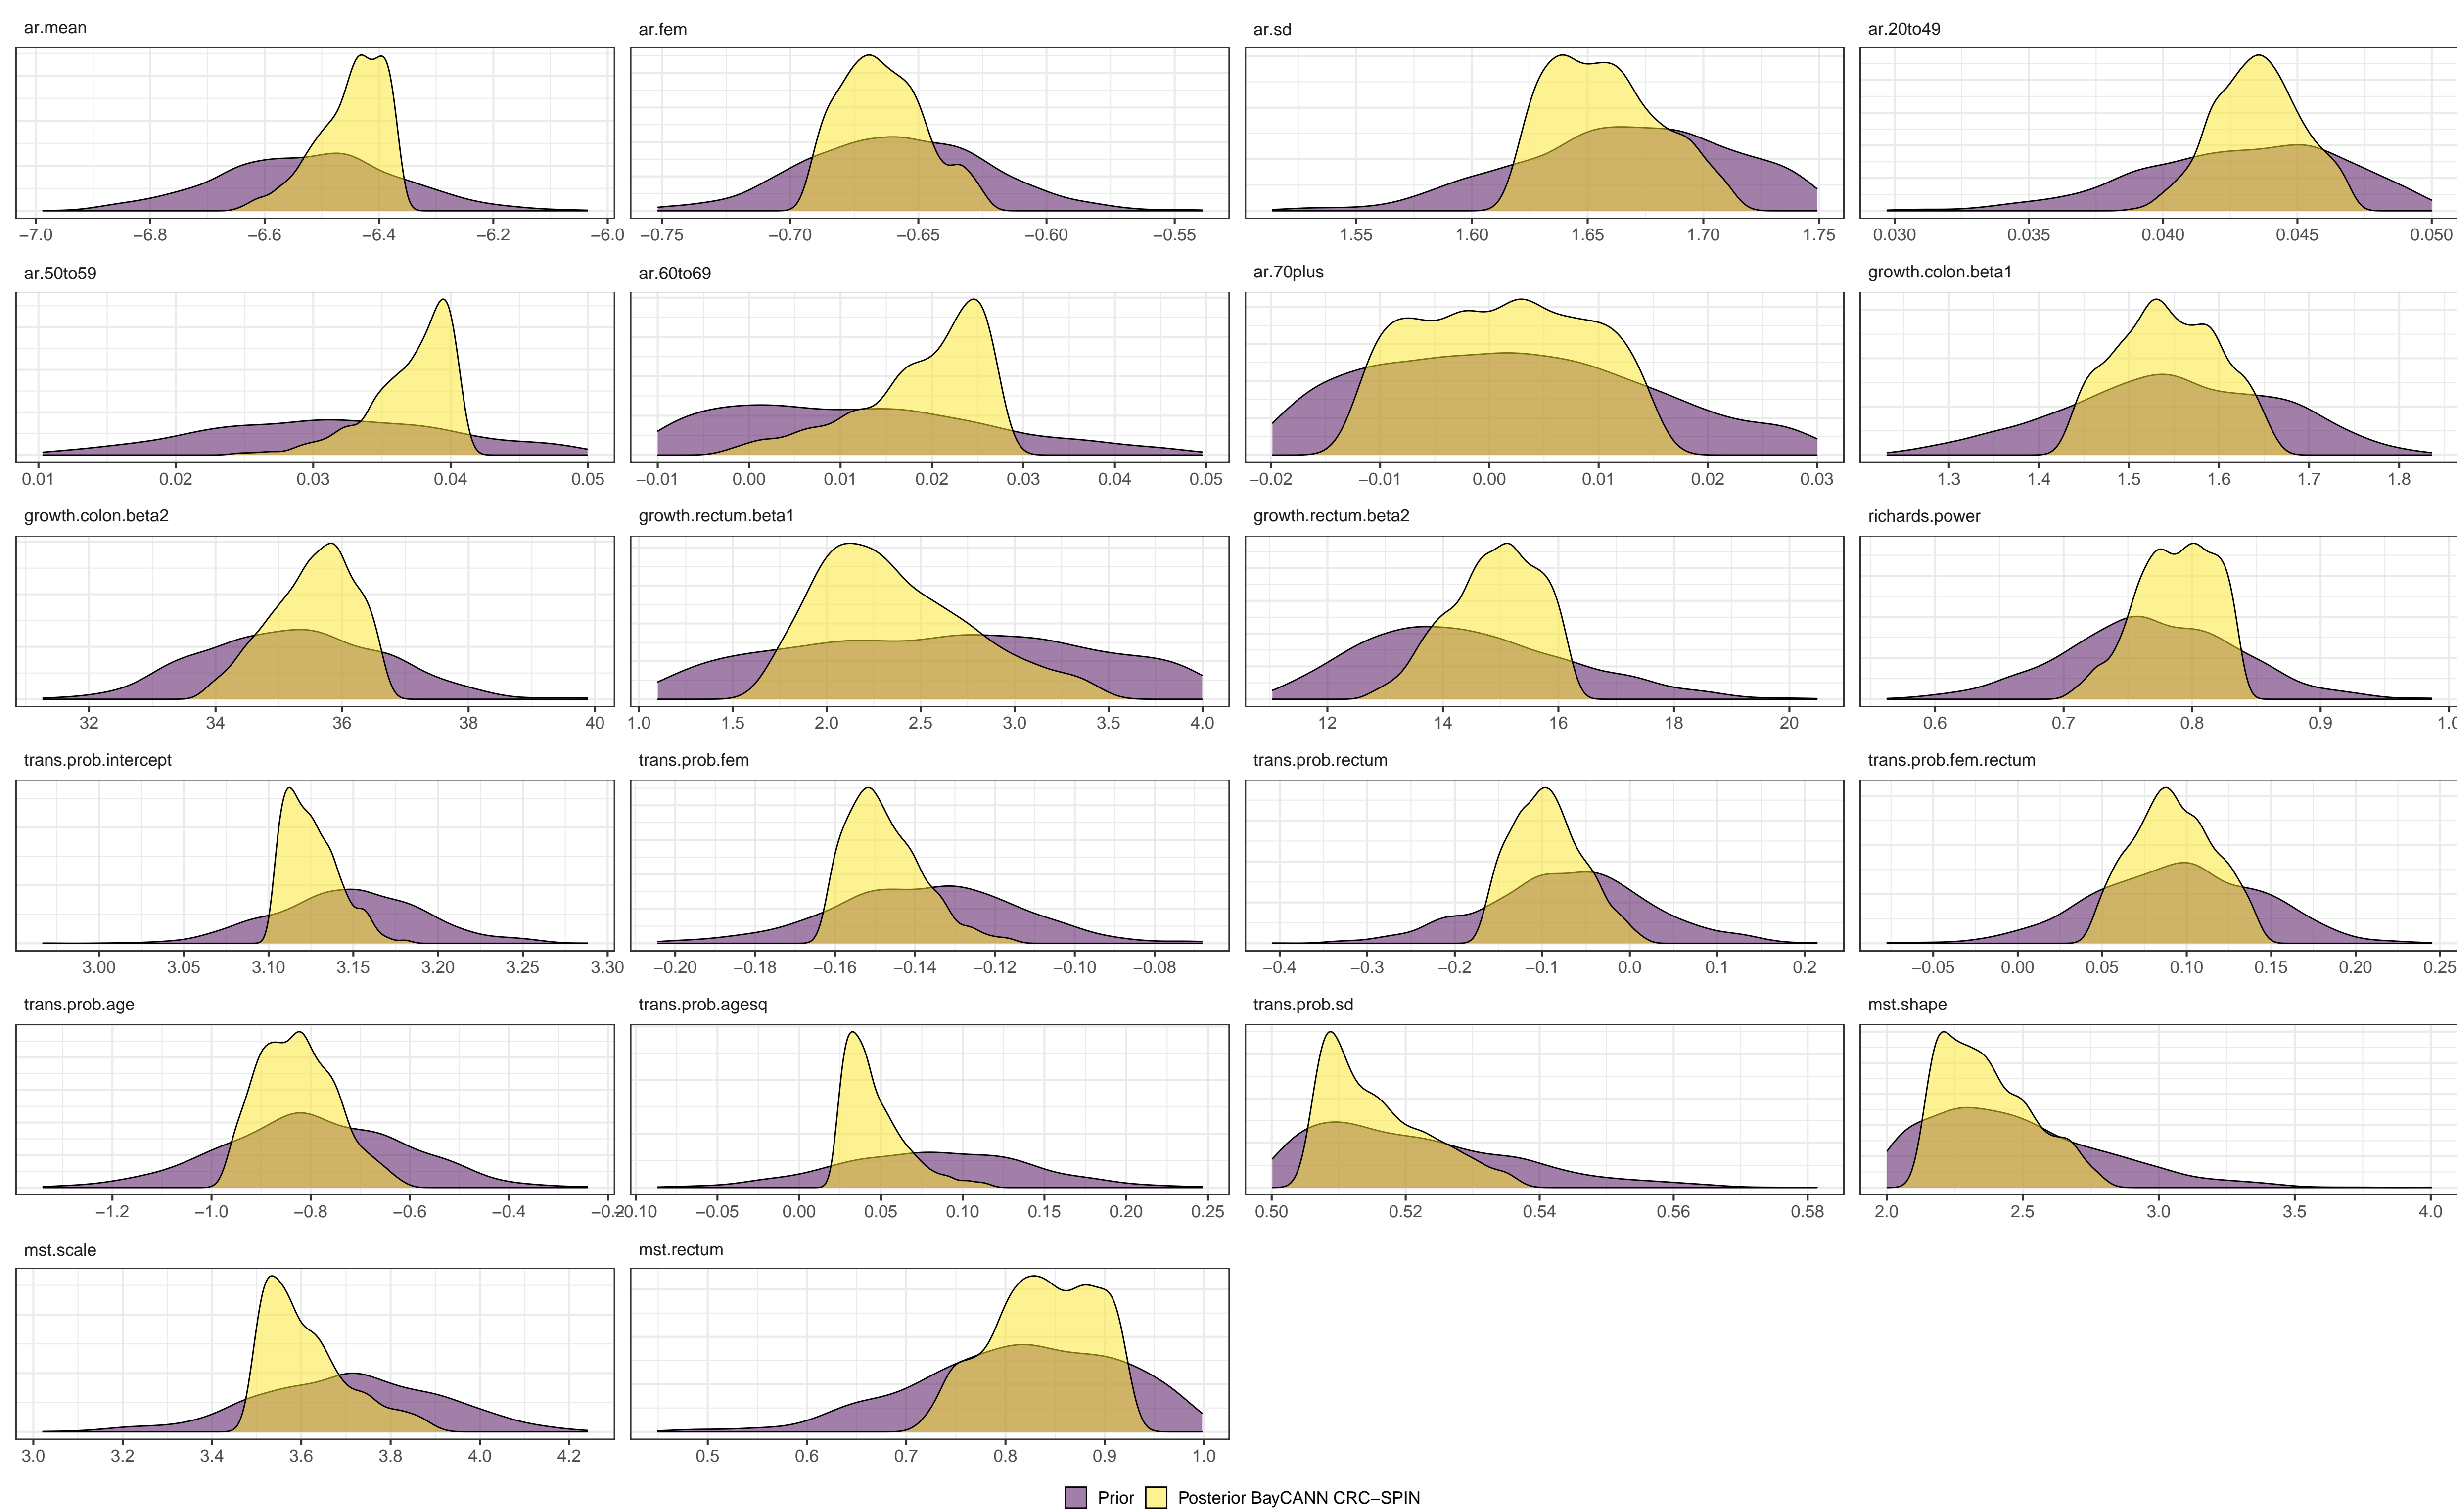 ar.mean ar.fem ar.sd ar.20to49
−7.0 −6.8 −6.6 −6.4 −6.2 −6.0 −0.75 −0.70 −0.65 −0.60 −0.55 1.55 1.60 1.65 1.70 1.75 0.030 0.035 0.040 0.045 0.050
ar.50to59 ar.60to69 ar.70plus growth.colon.beta1
0.01 0.02 0.03 0.04 0.05 −0.01 0.00 0.01 0.02 0.03 0.04 0.05 −0.02 −0.01 0.00 0.01 0.02 0.03 1.3 1.4 1.5 1.6 1.7 1.8
growth.colon.beta2 growth.rectum.beta1 growth.rectum.beta2 richards.power
32 34 36 38 40 1.0 1.5 2.0 2.5 3.0 3.5 4.0 12 14 16 18 20 0.6 0.7 0.8 0.9 1.0
trans.prob.intercept trans.prob.fem trans.prob.rectum trans.prob.fem.rectum
3.00 3.05 3.10 3.15 3.20 3.25 3.30 −0.20 −0.18 −0.16 −0.14 −0.12 −0.10 −0.08 −0.4 −0.3 −0.2 −0.1 0.0 0.1 0.2 −0.05 0.00 0.05 0.10 0.15 0.20 0.25
trans.prob.age trans.prob.agesq trans.prob.sd mst.shape
−1.2 −1.0 −0.8 −0.6 −0.4 −0.2 −0.10 −0.05 0.00 0.05 0.10 0.15 0.20 0.25 0.50 0.52 0.54 0.56 0.58 2.0 2.5 3.0 3.5 4.0
mst.scale mst.rectum
3.0 3.2 3.4 3.6 3.8 4.0 4.2 0.5 0.6 0.7 0.8 0.9 1.0
Prior Posterior BayCANN CRC−SPIN